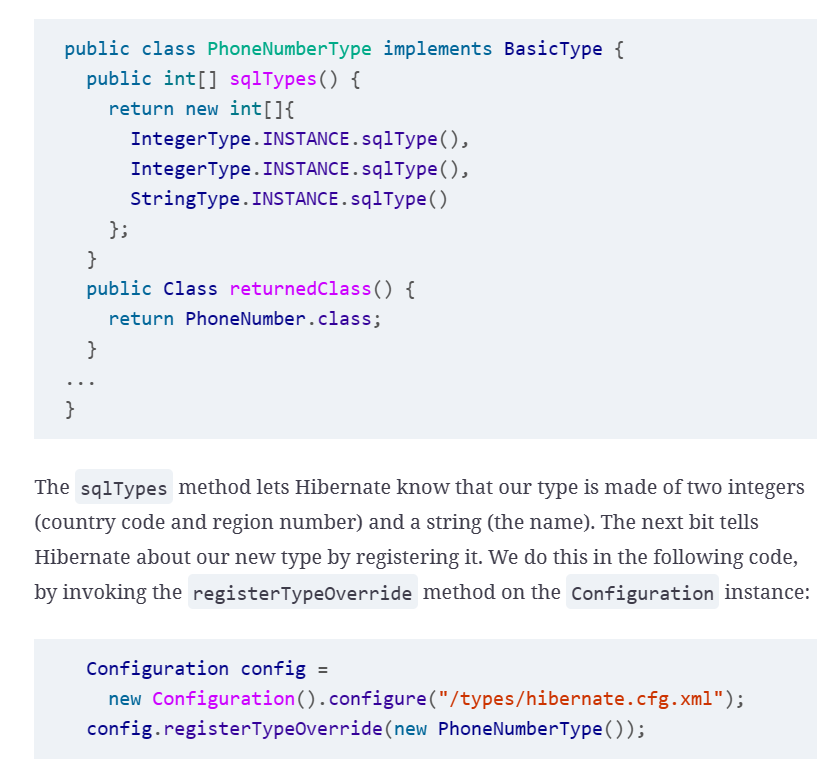 public class PhoneNumberType implements BasicType {
  public int[] sqlTypes() {
    return new int[]{
      IntegerType.INSTANCE.sqlType(),
      IntegerType.INSTANCE.sqlType(),
      StringType.INSTANCE.sqlType()
    };
  }
  public Class returnedClass() {
    return PhoneNumber.class;
  }
...
}
The sqlTypes method lets Hibernate know that our type is made of two integers
(country code and region number) and a string (the name). The next bit tells
Hibernate about our new type by registering it. We do this in the following code,
by invoking the registerTypeOverride method on the Configuration instance:
  Configuration config =
    new Configuration().configure("/types/hibernate.cfg.xml");
  config.registerTypeOverride(new PhoneNumberType());